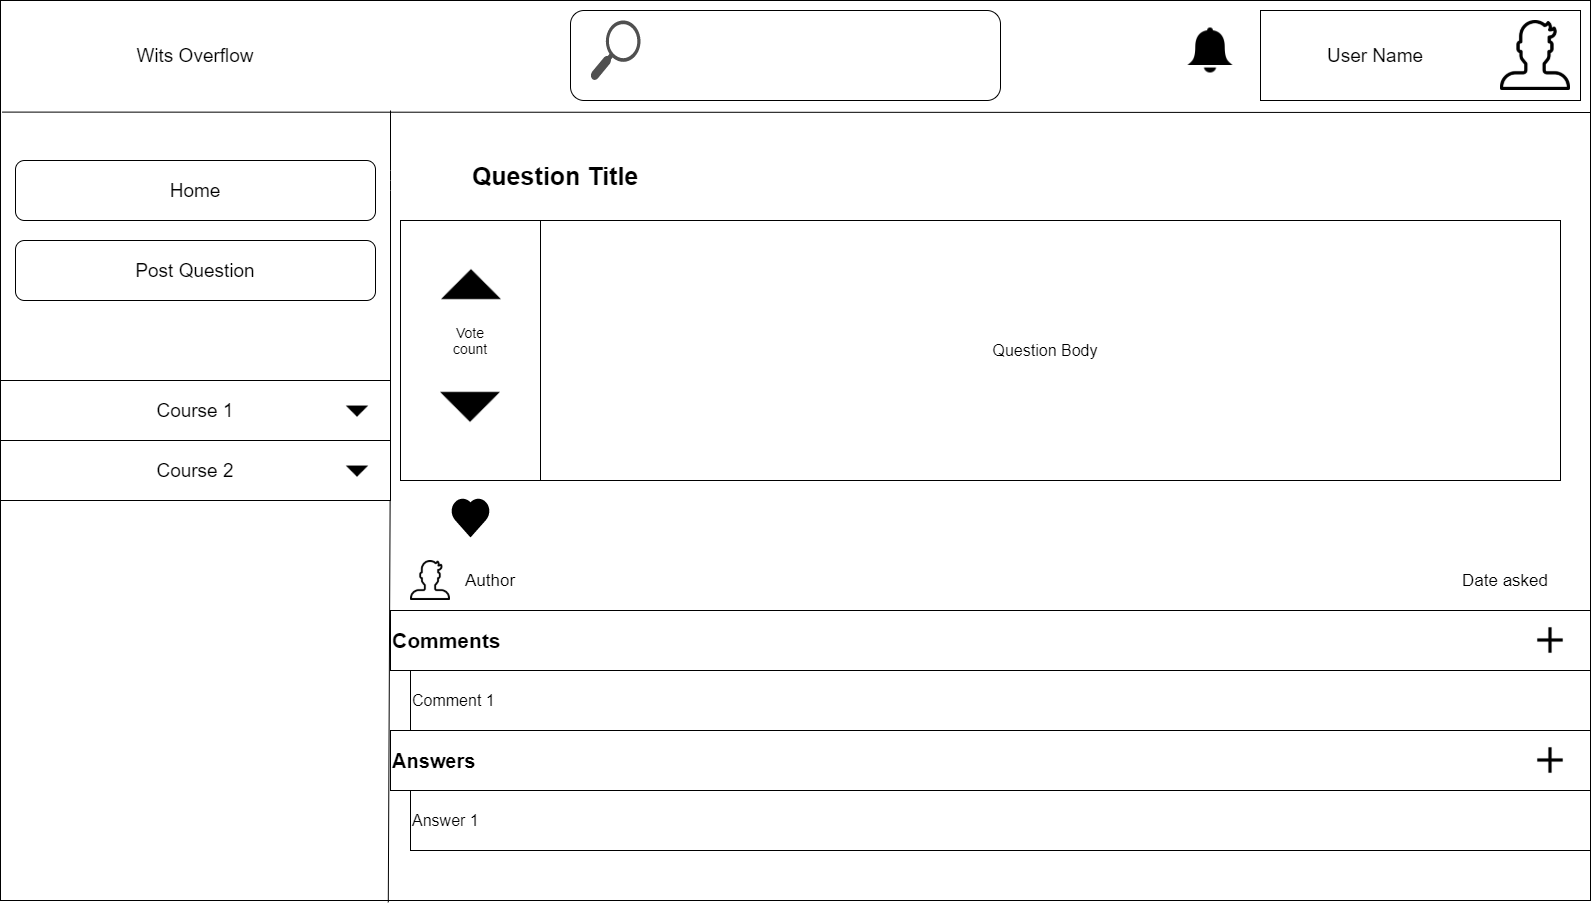 Wits Overflow
User Name
Home
Post Question
Course 1
Course 2
Question Title
Vote
count
Question Body
Author
Date asked
Comments
Comment 1
Answers
Answer 1